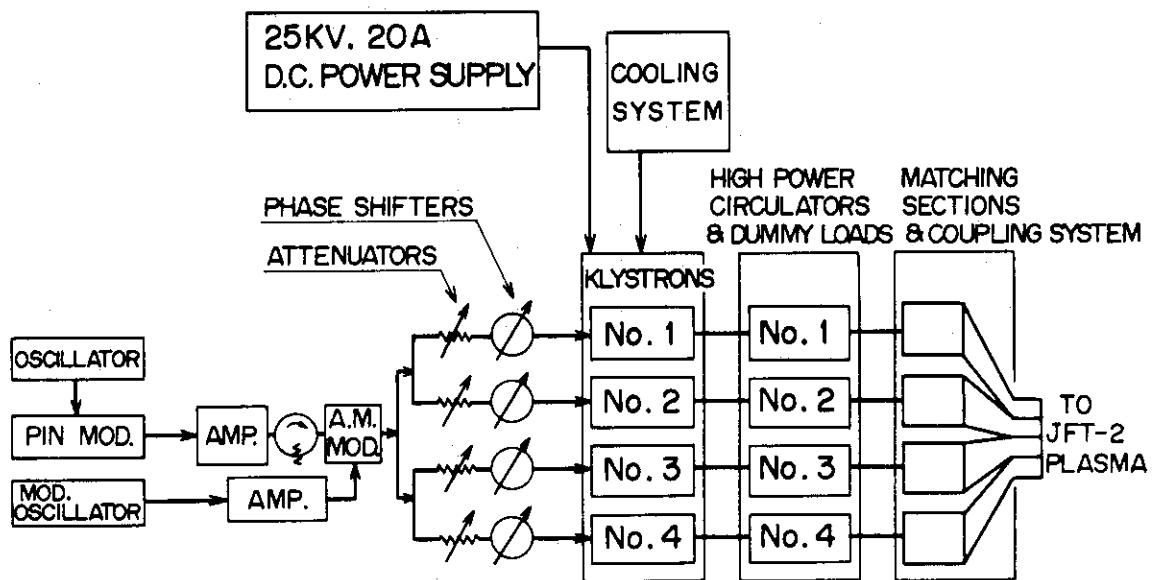 25KV. 20A
D.C. POWER SUPPLY
COOLING
SYSTEM
HIGH POWER
CIRCULATORS
& DUMMY LOADS
MATCHING
SECTIONS
& COUPLING SYSTEM
PHASE SHIFTERS
ATTENUATORS
KLYSTRONS
No. 1
No. 1
OSCILLATOR
No. 2
No. 2
TO
PIN MOD.
AMP.
A.M.
MOD.
JFT-2
No. 3
No. 3
PLASMA
MOD.
OSCILLATOR
AMP.
No. 4
No. 4